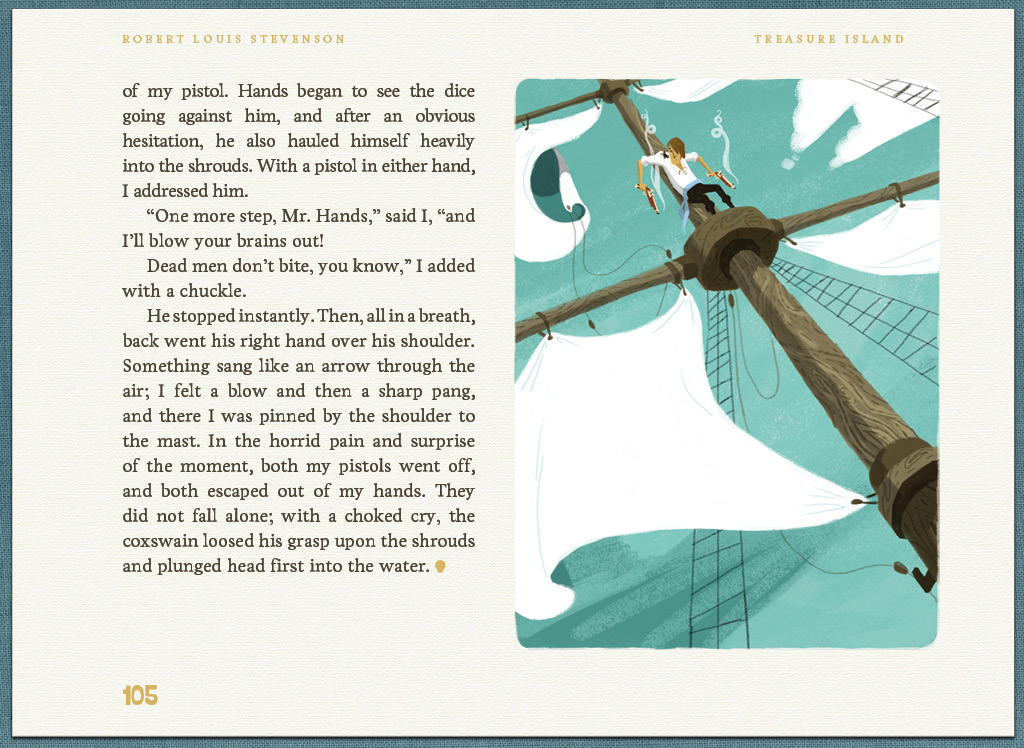 ROBERT LOUIS STEVENSON
TREASURE ISLAND
of my pistol. Hands began to see the dice
going against him, and after an obvious
hesitation, he also hauled himself heavily
into the shrouds. With a pistol in either hand,
I addressed him.
“One more step, Mr. Hands,” said I, “and
I’ll blow your brains out!
Dead men don’t bite, you know,” I added
with a chuckle.
He stopped instantly. Then, all in a breath,
back went his right hand over his shoulder.
Something sang like an arrow through the
air; I felt a blow and then a sharp pang,
and there I was pinned by the shoulder to
the mast. In the horrid pain and surprise
of the moment, both my pistols went off,
and both escaped out of my hands. They
did not fall alone; with a choked cry, the
coxswain loosed his grasp upon the shrouds
and plunged head first into the water.
105